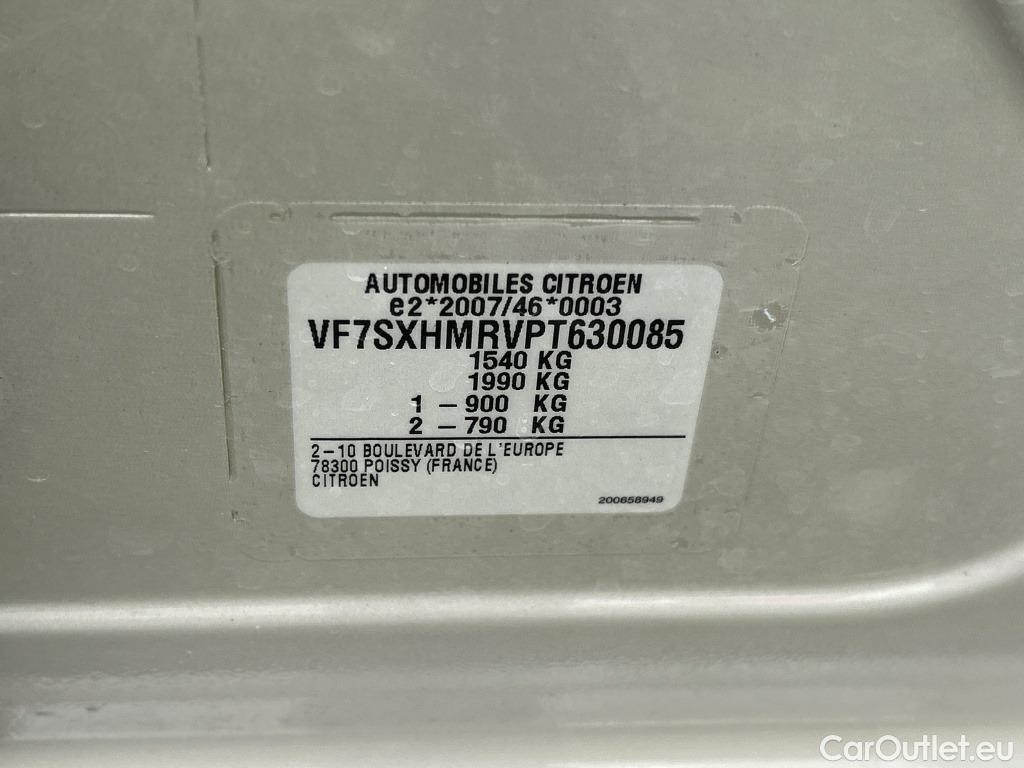 AUTOMOBILES CITROEN
e2*2007/46*0003
VF7SXHMRVPT630085
1540 KG
1990 KG
1 – 900 KG
2 – 790 KG
2–10 BOULEVARD DE L'EUROPE
78300 POISSY (FRANCE)
CITROEN
200658949
CarOutlet.eu